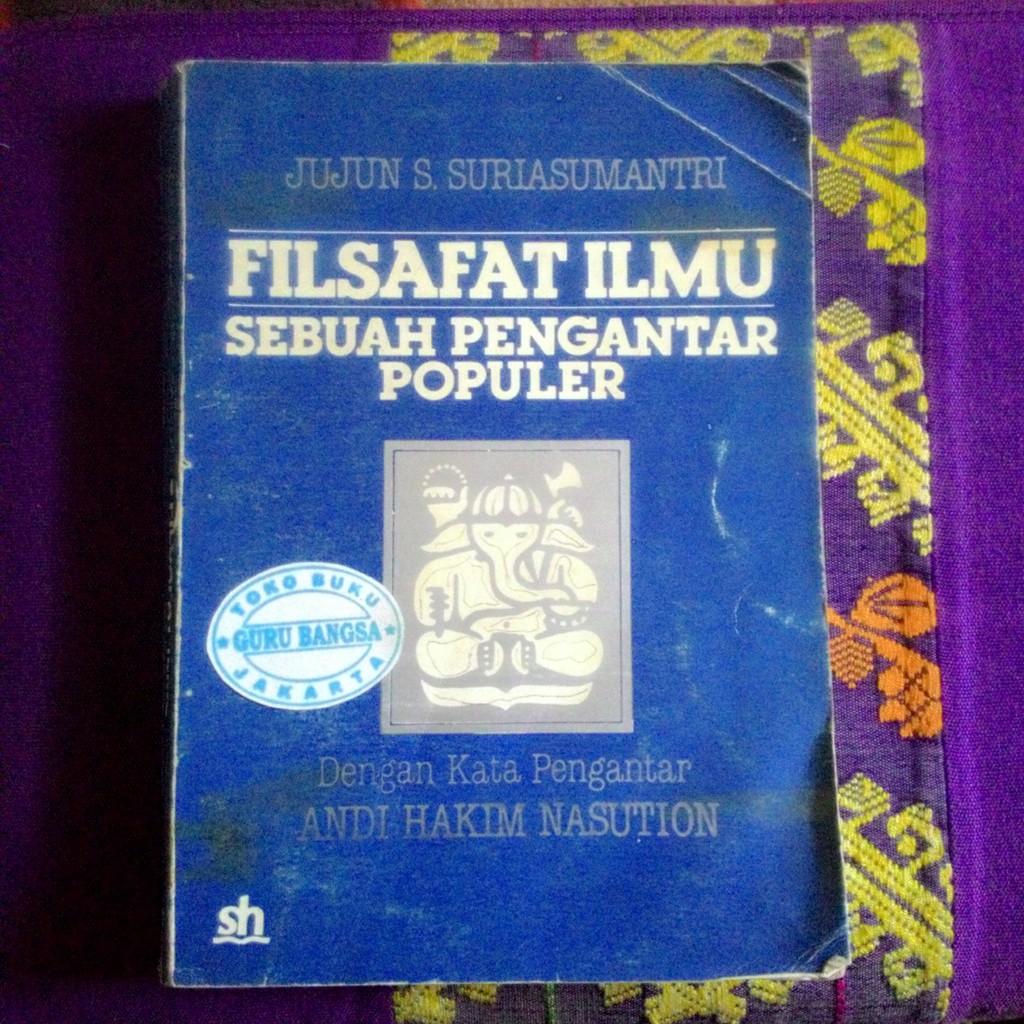 JUJUN S. SURIASUMANTRI
FILSAFAT ILMU
SEBUAH PENGANTAR
POPULER
TOKO BUKU
GURU BANGSA
JAKARTA
Dengan Kata Pengantar
ANDI HAKIM NASUTION
sh